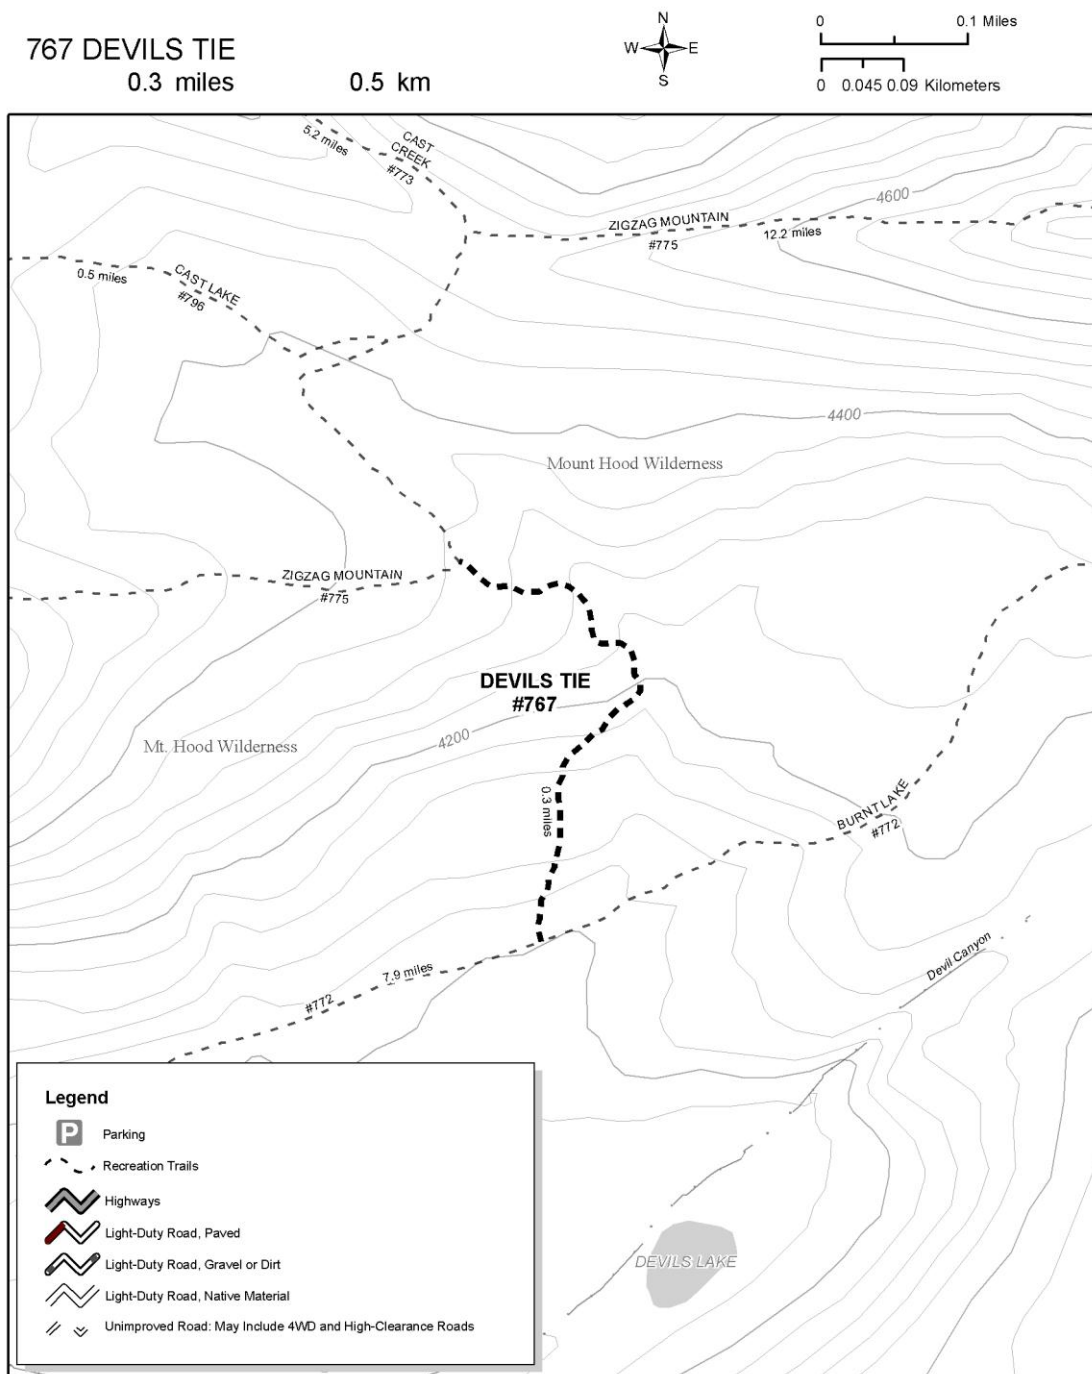 767 DEVILS TIE
0.3 miles 0.5 km
N
W E
S
0 0.1 Miles
0 0.045 0.09 Kilometers
5.2 miles
CAST
CREEK
#773
4600
ZIGZAG MOUNTAIN
#775
12.2 miles
0.5 miles
CAST LAKE
#796
4400
Mount Hood Wilderness
ZIGZAG MOUNTAIN
#775
DEVILS TIE
#767
4200
Mt. Hood Wilderness
0.3 miles
BURNT LAKE
#772
Devil Canyon
7.9 miles
#772
DEVILS LAKE
Legend
P
Parking
Recreation Trails
Highways
Light-Duty Road, Paved
Light-Duty Road, Gravel or Dirt
Light-Duty Road, Native Material
Unimproved Road: May Include 4WD and High-Clearance Roads